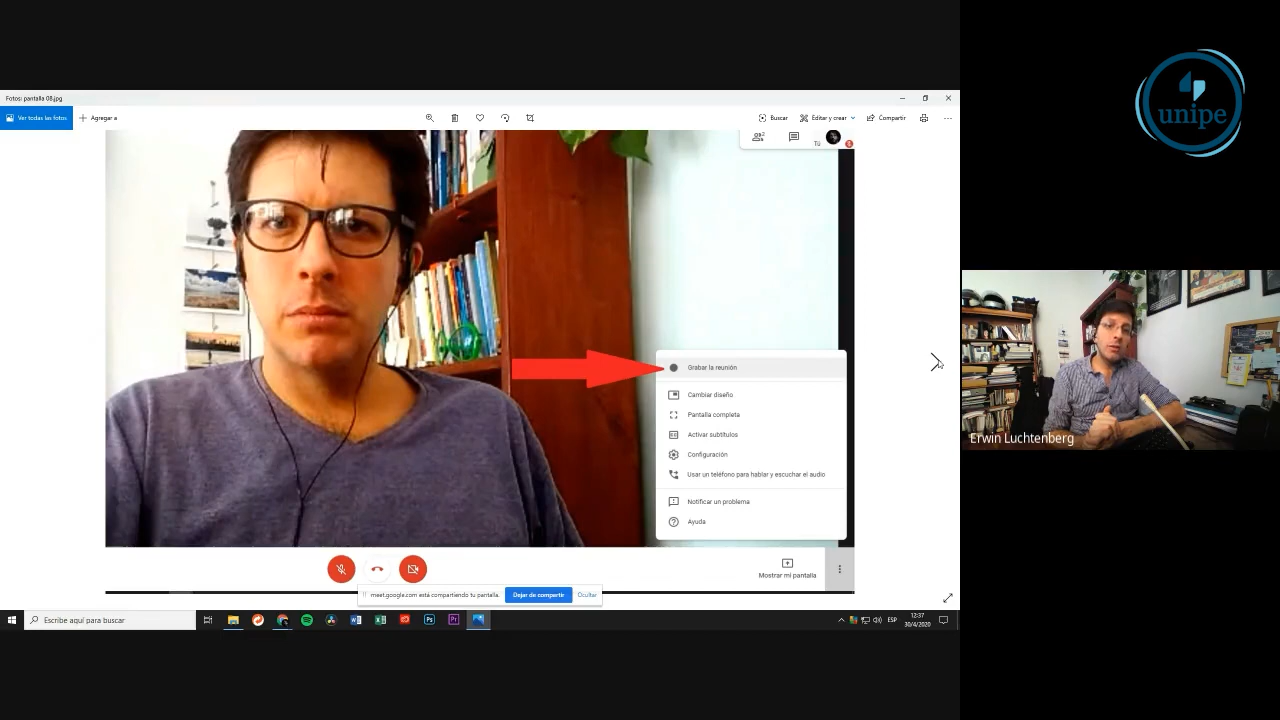 Fotos: pantalla 08.jpg
Ver todas las fotos
Agregar a
Buscar
Editar y crear
Compartir
unipe
Tú
Grabar la reunión
Cambiar diseño
Pantalla completa
Activar subtítulos
Configuración
Usar un teléfono para hablar y escuchar el audio
Notificar un problema
Ayuda
Erwin Luchtenberg
Mostrar mi pantalla
meet.google.com está compartiendo tu pantalla.
Dejar de compartir
Ocultar
Escribe aquí para buscar
ESP
12:37
30/4/2020